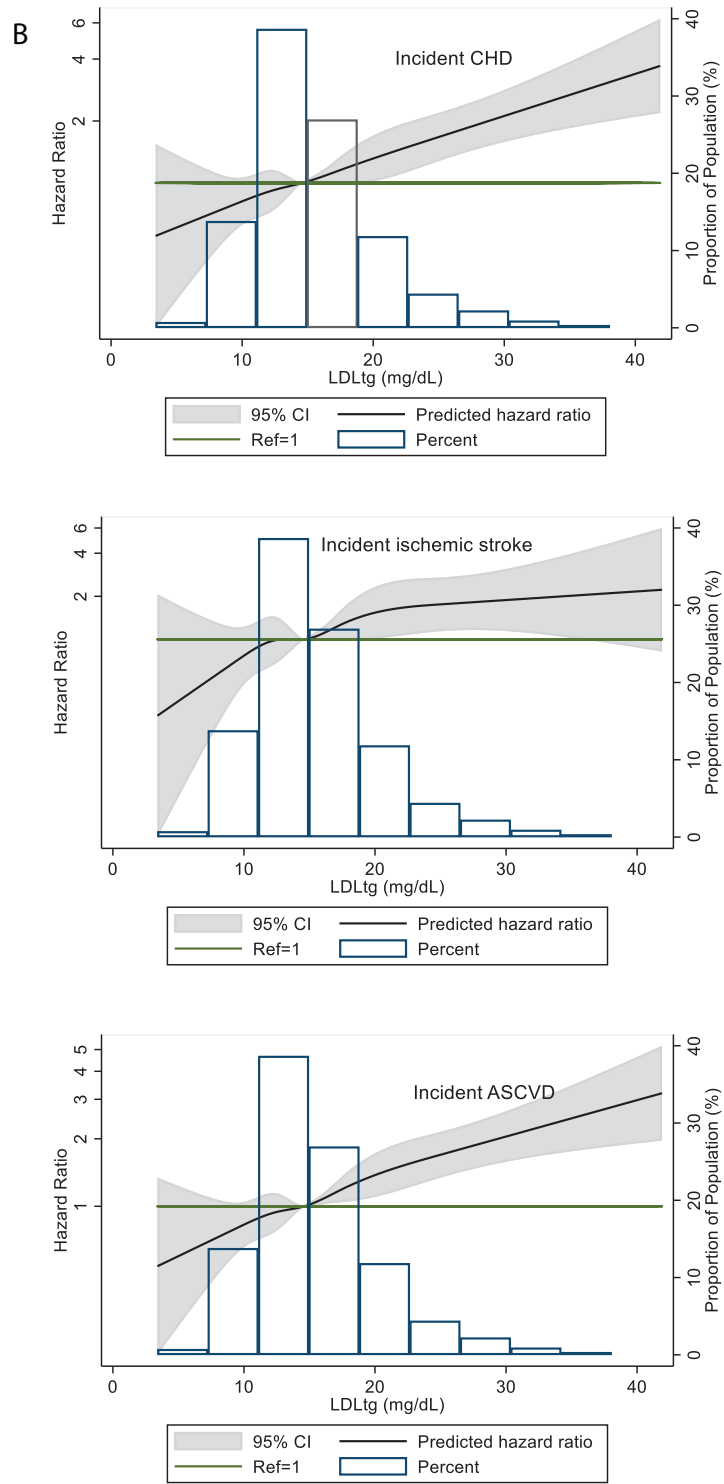 B
Incident CHD
Hazard Ratio
6
4
2
Proportion of Population (%)
40
30
20
10
0
0 10 20 30 40
LDLtg (mg/dL)
95% CI Predicted hazard ratio
Ref=1 Percent
Incident ischemic stroke
Hazard Ratio
6
4
2
Proportion of Population (%)
40
30
20
10
0
0 10 20 30 40
LDLtg (mg/dL)
95% CI Predicted hazard ratio
Ref=1 Percent
Incident ASCVD
Hazard Ratio
5
4
3
2
1
Proportion of Population (%)
40
30
20
10
0
0 10 20 30 40
LDLtg (mg/dL)
95% CI Predicted hazard ratio
Ref=1 Percent